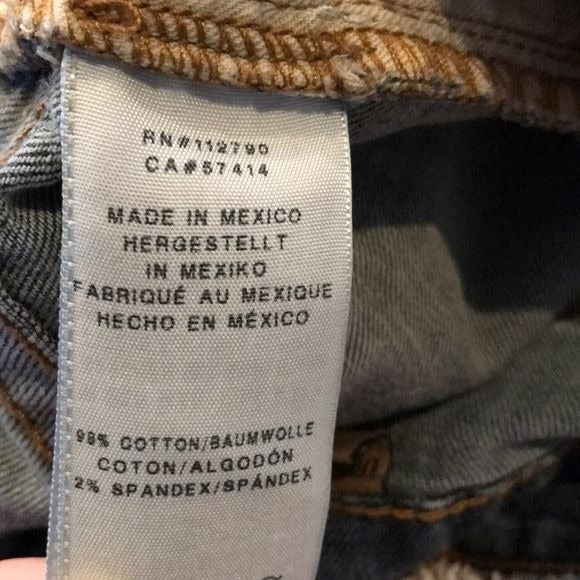 RN#112790
CA#57414
MADE IN MEXICO
HERGESTELLT
IN MEXIKO
FABRIQUÉ AU MEXIQUE
HECHO EN MÉXICO
98% COTTON/BAUMWOLLE
COTON/ALGODÓN
2% SPANDEX/SPÁNDEX